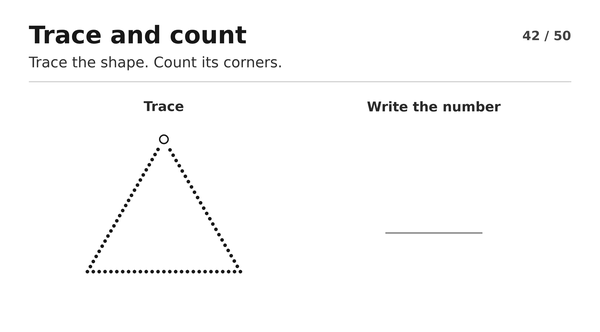 Trace and count
42 / 50
Trace the shape. Count its corners.
Trace
Write the number